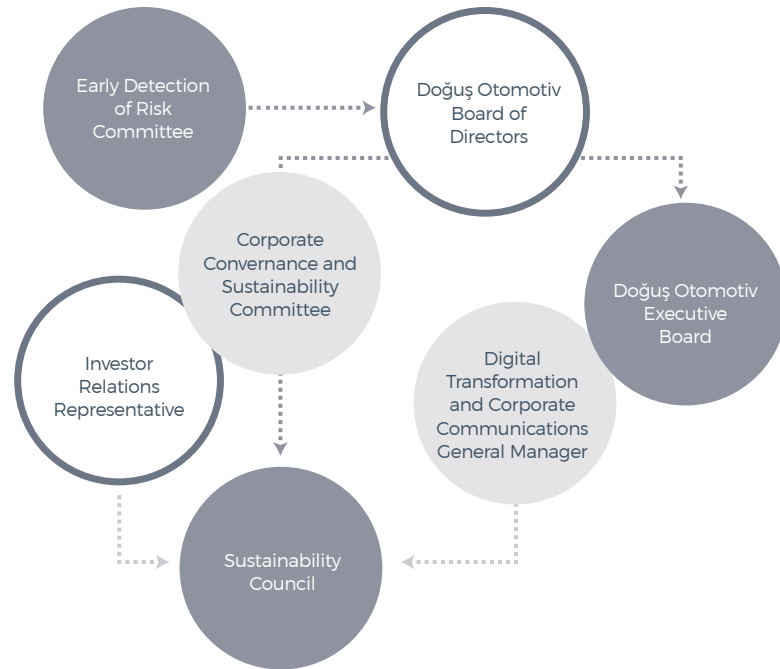 Early Detection
of Risk
Committee
Doğuş Otomotiv
Board of
Directors
Corporate
Convernance and
Sustainability
Committee
Doğuş Otomotiv
Executive
Board
Investor
Relations
Representative
Digital
Transformation
and Corporate
Communications
General Manager
Sustainability
Council